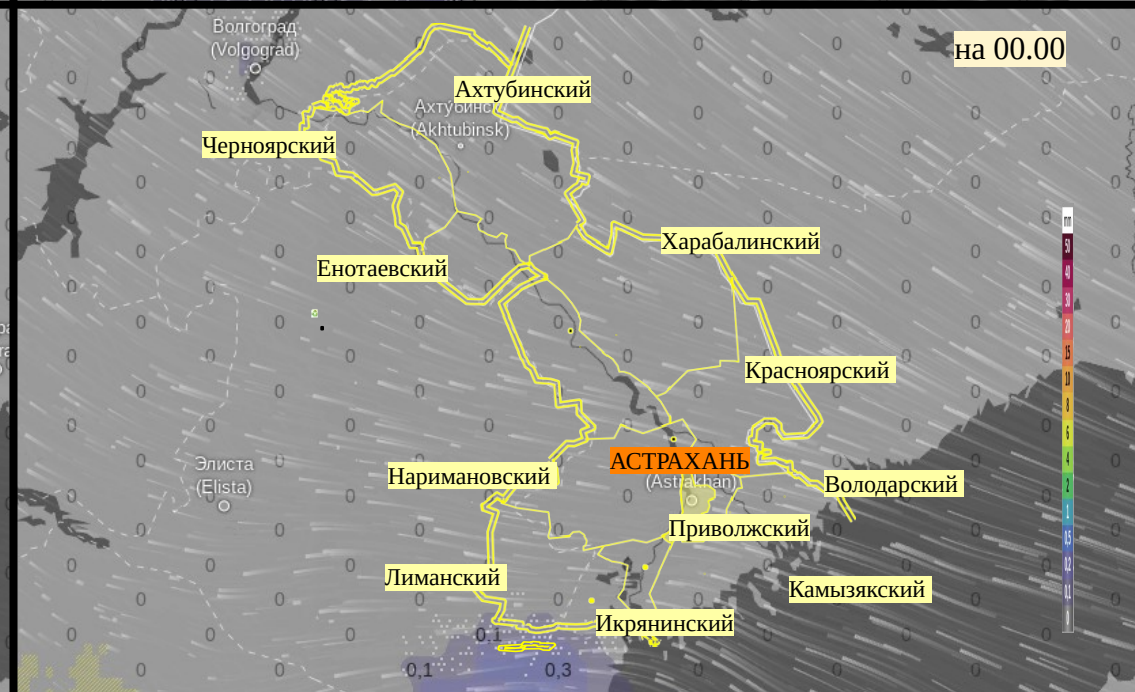 Волгоград
(Volgograd)
на 00.00
Ахтубинский
Ахтубинск
(Akhtubinsk)
Черноярский
Харабалинский
Енотаевский
Красноярский
АСТРАХАНЬ
(Astrakhan)
Элиста
(Elista)
Наримановский
Володарский
Приволжский
Лиманский
Камызякский
Икрянинский
0,1
0,1
0,3
mm
50
40
30
20
15
10
8
6
4
2
1
0,5
0,2
0,1
0